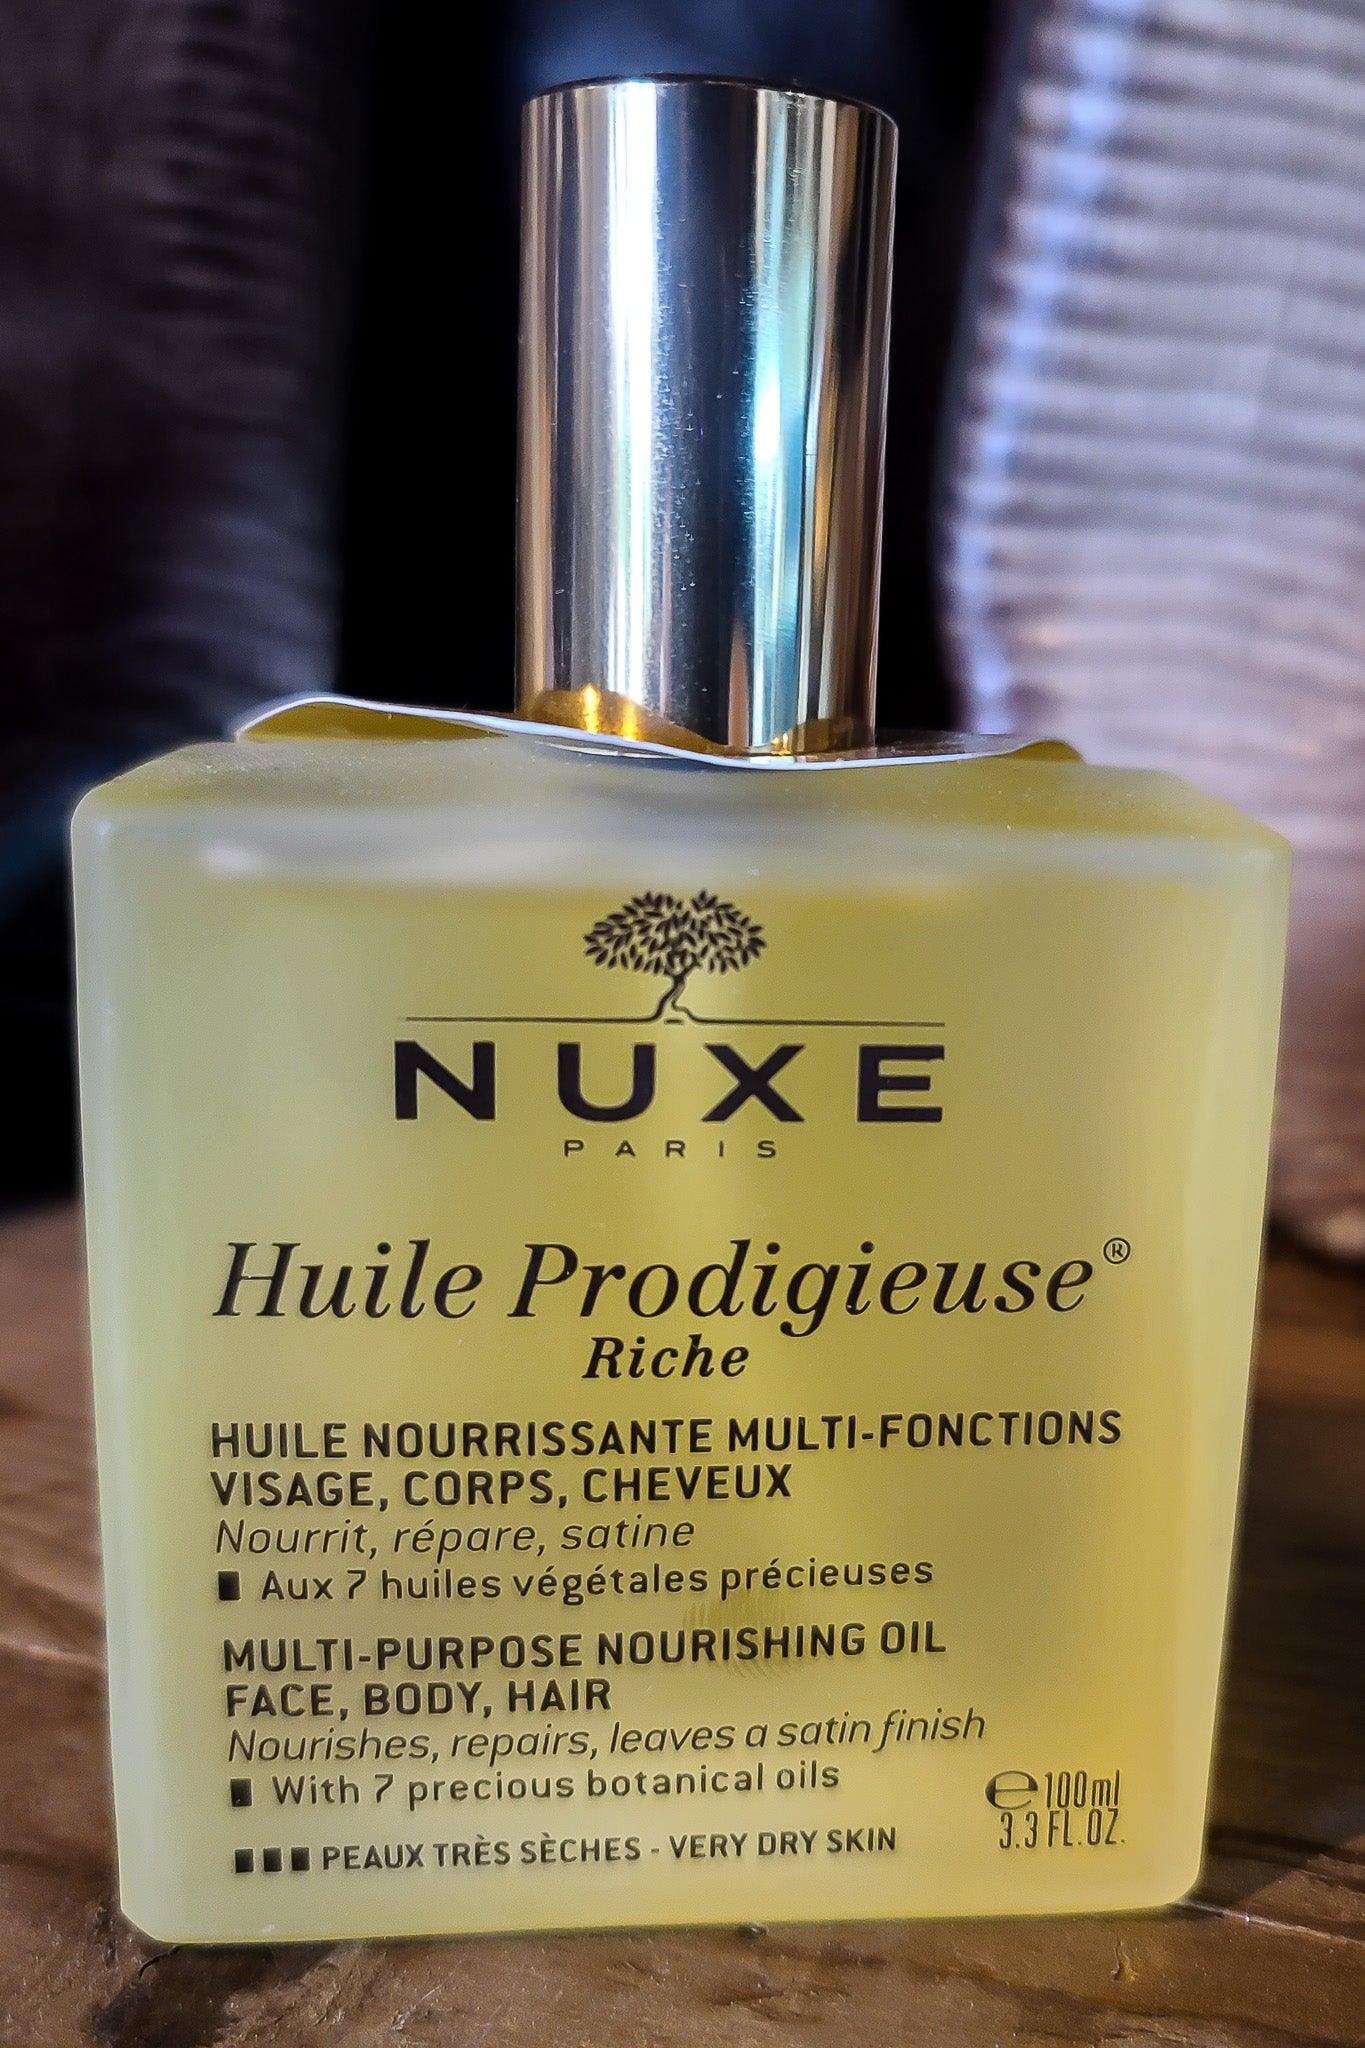 NUXE
PARIS
Huile Prodigieuse®
Riche
HUILE NOURRISSANTE MULTI-FONCTIONS
VISAGE, CORPS, CHEVEUX
Nourrit, répare, satine
■ Aux 7 huiles végétales précieuses
MULTI-PURPOSE NOURISHING OIL
FACE, BODY, HAIR
Nourishes, repairs, leaves a satin finish
■ With 7 precious botanical oils
℮ 100ml
3.3 FL.OZ.
■■■ PEAUX TRÈS SÈCHES - VERY DRY SKIN